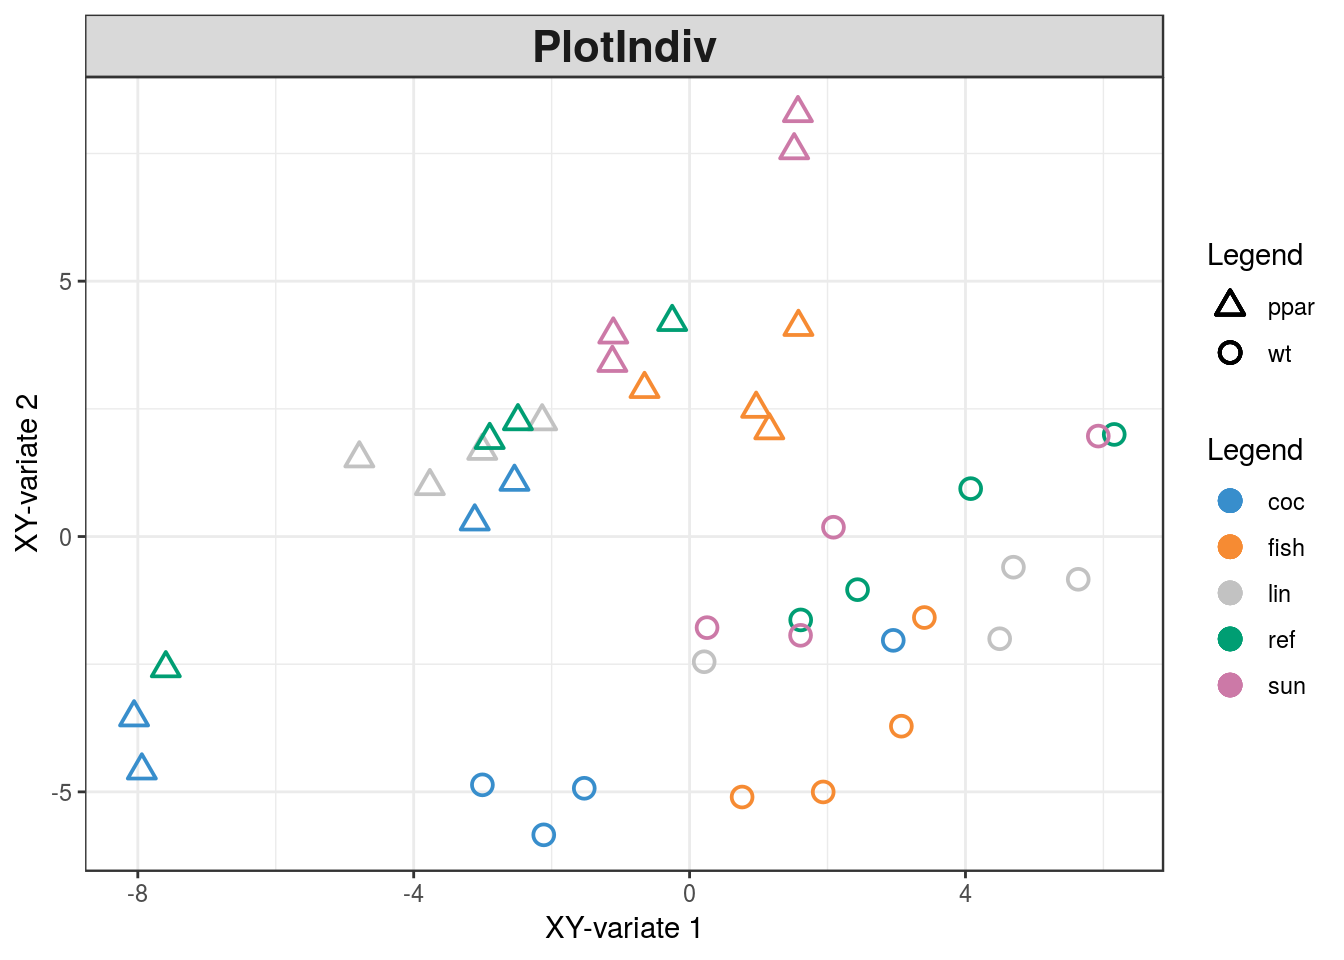 PlotIndiv
XY-variate 2
5
0
-5
-8
-4
0
4
XY-variate 1
Legend
ppar
wt
Legend
coc
fish
lin
ref
sun